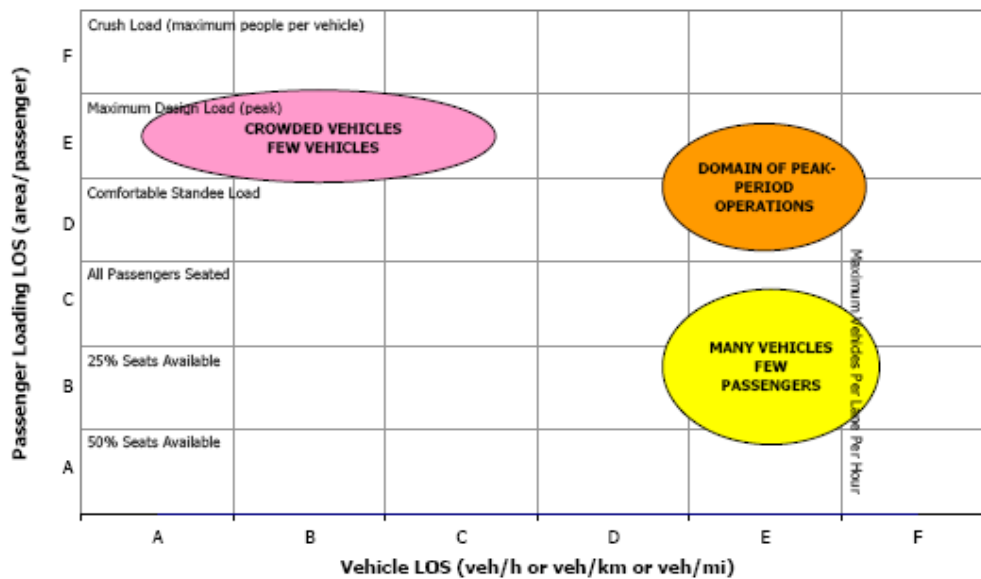 Crush Load (maximum people per vehicle)
F
Maximum Design Load (peak)
CROWDED VEHICLES
FEW VEHICLES
E
DOMAIN OF PEAK-
PERIOD
OPERATIONS
Comfortable Standee Load
D
All Passengers Seated
C
MANY VEHICLES
FEW
PASSENGERS
25% Seats Available
B
50% Seats Available
A
Maximum Vehicles Per Lane Per Hour
Passenger Loading LOS (area/passenger)
A B C D E F
Vehicle LOS (veh/h or veh/km or veh/mi)